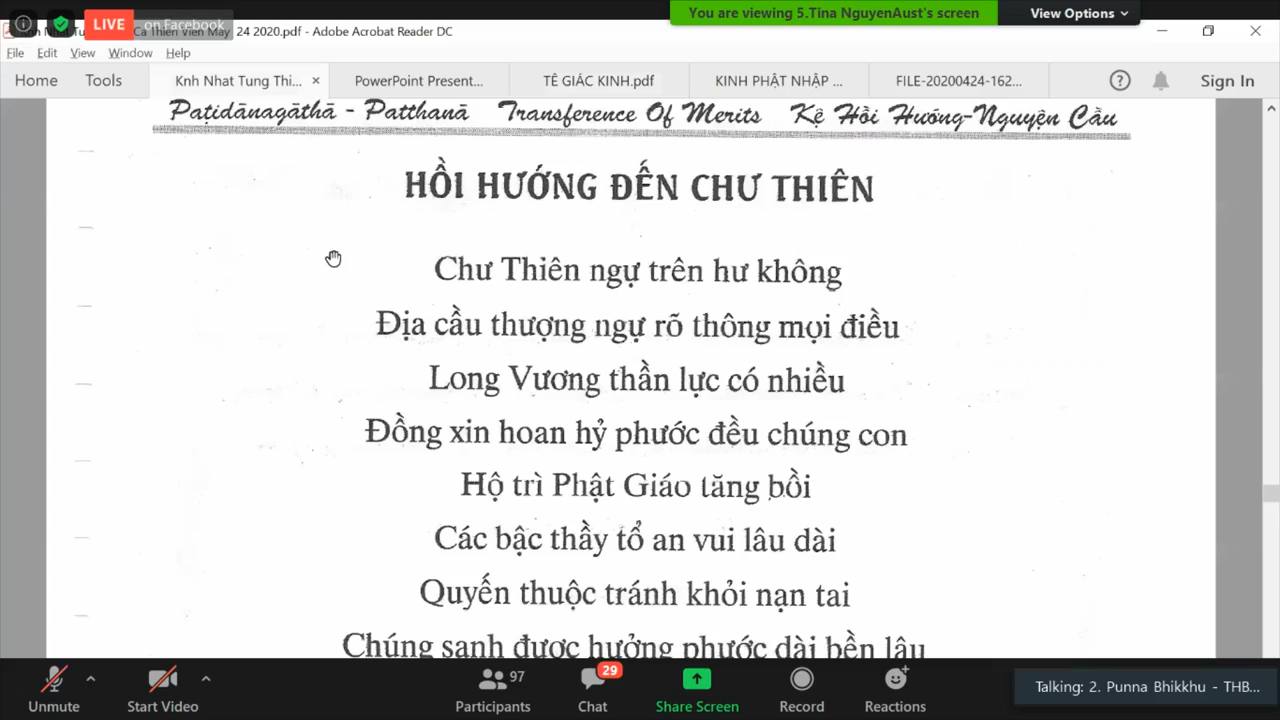 LIVE on Facebook
You are viewing 5.Tina NguyenAust's screen
View Options
Ca Thien Vien May 24 2020.pdf - Adobe Acrobat Reader DC
File Edit View Window Help
Home Tools Knh Nhat Tung Thi... × PowerPoint Present... TÊ GIÁC KINH.pdf KINH PHẬT NHẬP ... FILE-20200424-162... Sign In
Paṭidānagāthā - Patthanā Transference Of Merits Kệ Hồi Hướng-Nguyện Cầu
HỒI HƯỚNG ĐẾN CHƯ THIÊN
Chư Thiên ngự trên hư không
Địa cầu thượng ngự rõ thông mọi điều
Long Vương thần lực có nhiều
Đồng xin hoan hỷ phước đều chúng con
Hộ trì Phật Giáo tăng bồi
Các bậc thầy tổ an vui lâu dài
Quyến thuộc tránh khỏi nạn tai
Chúng sanh được hưởng phước dài bền lâu
97 29
Unmute Start Video Participants Chat Share Screen Record Reactions
Talking: 2. Punna Bhikkhu - THB...